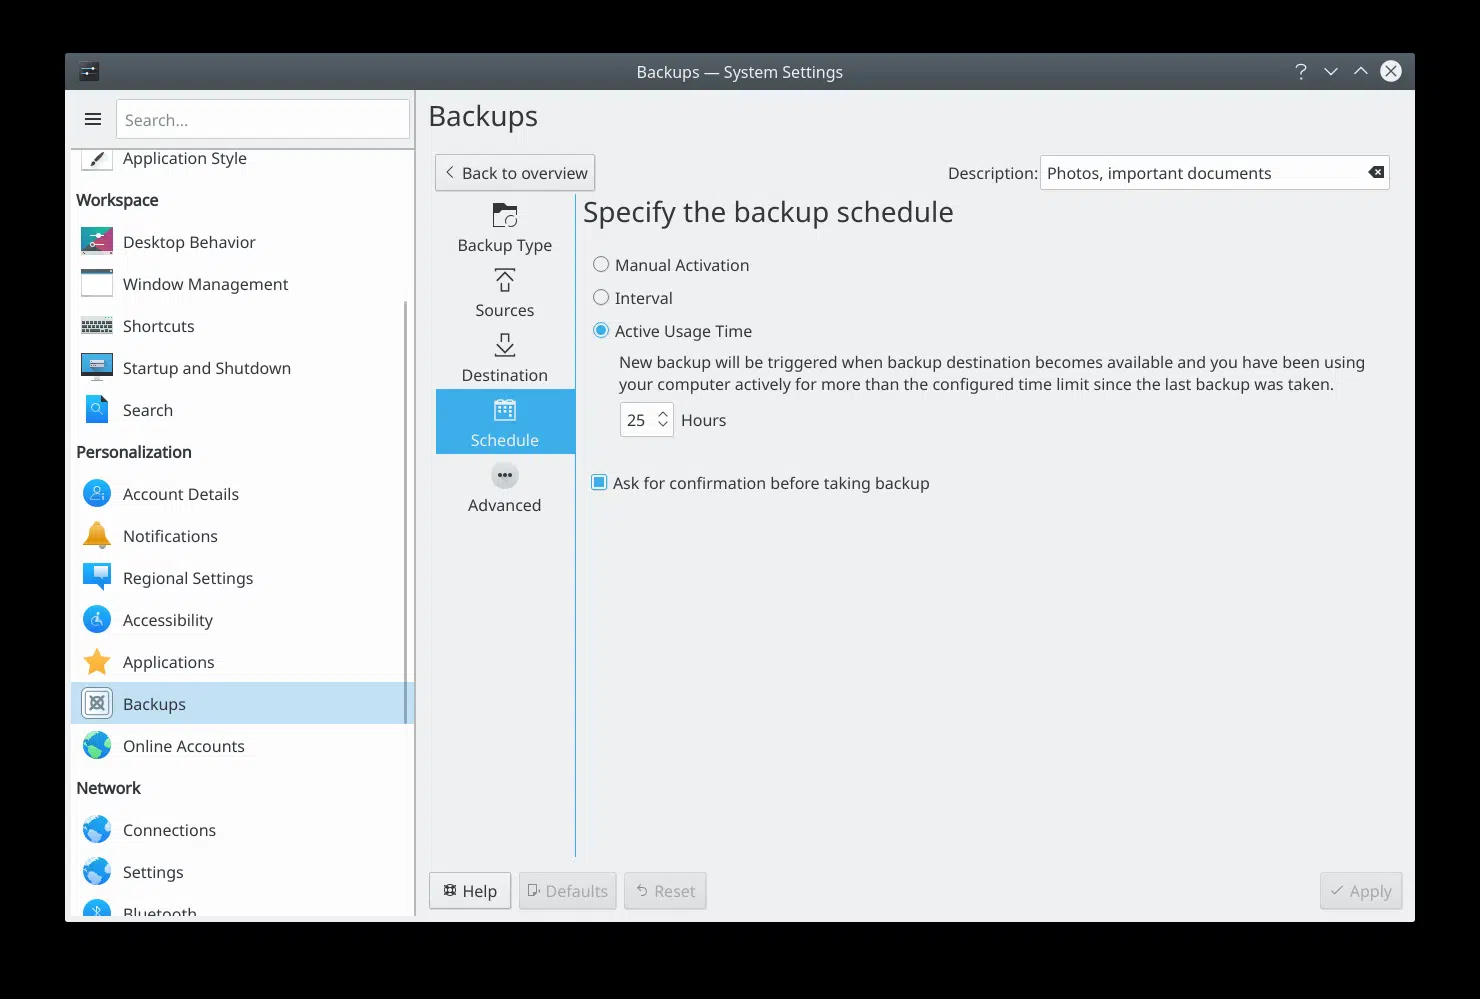 Backups — System Settings
Search...
Application Style
Workspace
Desktop Behavior
Window Management
Shortcuts
Startup and Shutdown
Search
Personalization
Account Details
Notifications
Regional Settings
Accessibility
Applications
Backups
Online Accounts
Network
Connections
Settings
Bluetooth
Backups
Back to overview
Description: Photos, important documents
Backup Type
Sources
Destination
Schedule
Advanced
Specify the backup schedule
Manual Activation
Interval
Active Usage Time
New backup will be triggered when backup destination becomes available and you have been using
your computer actively for more than the configured time limit since the last backup was taken.
25 Hours
Ask for confirmation before taking backup
Help Defaults Reset Apply